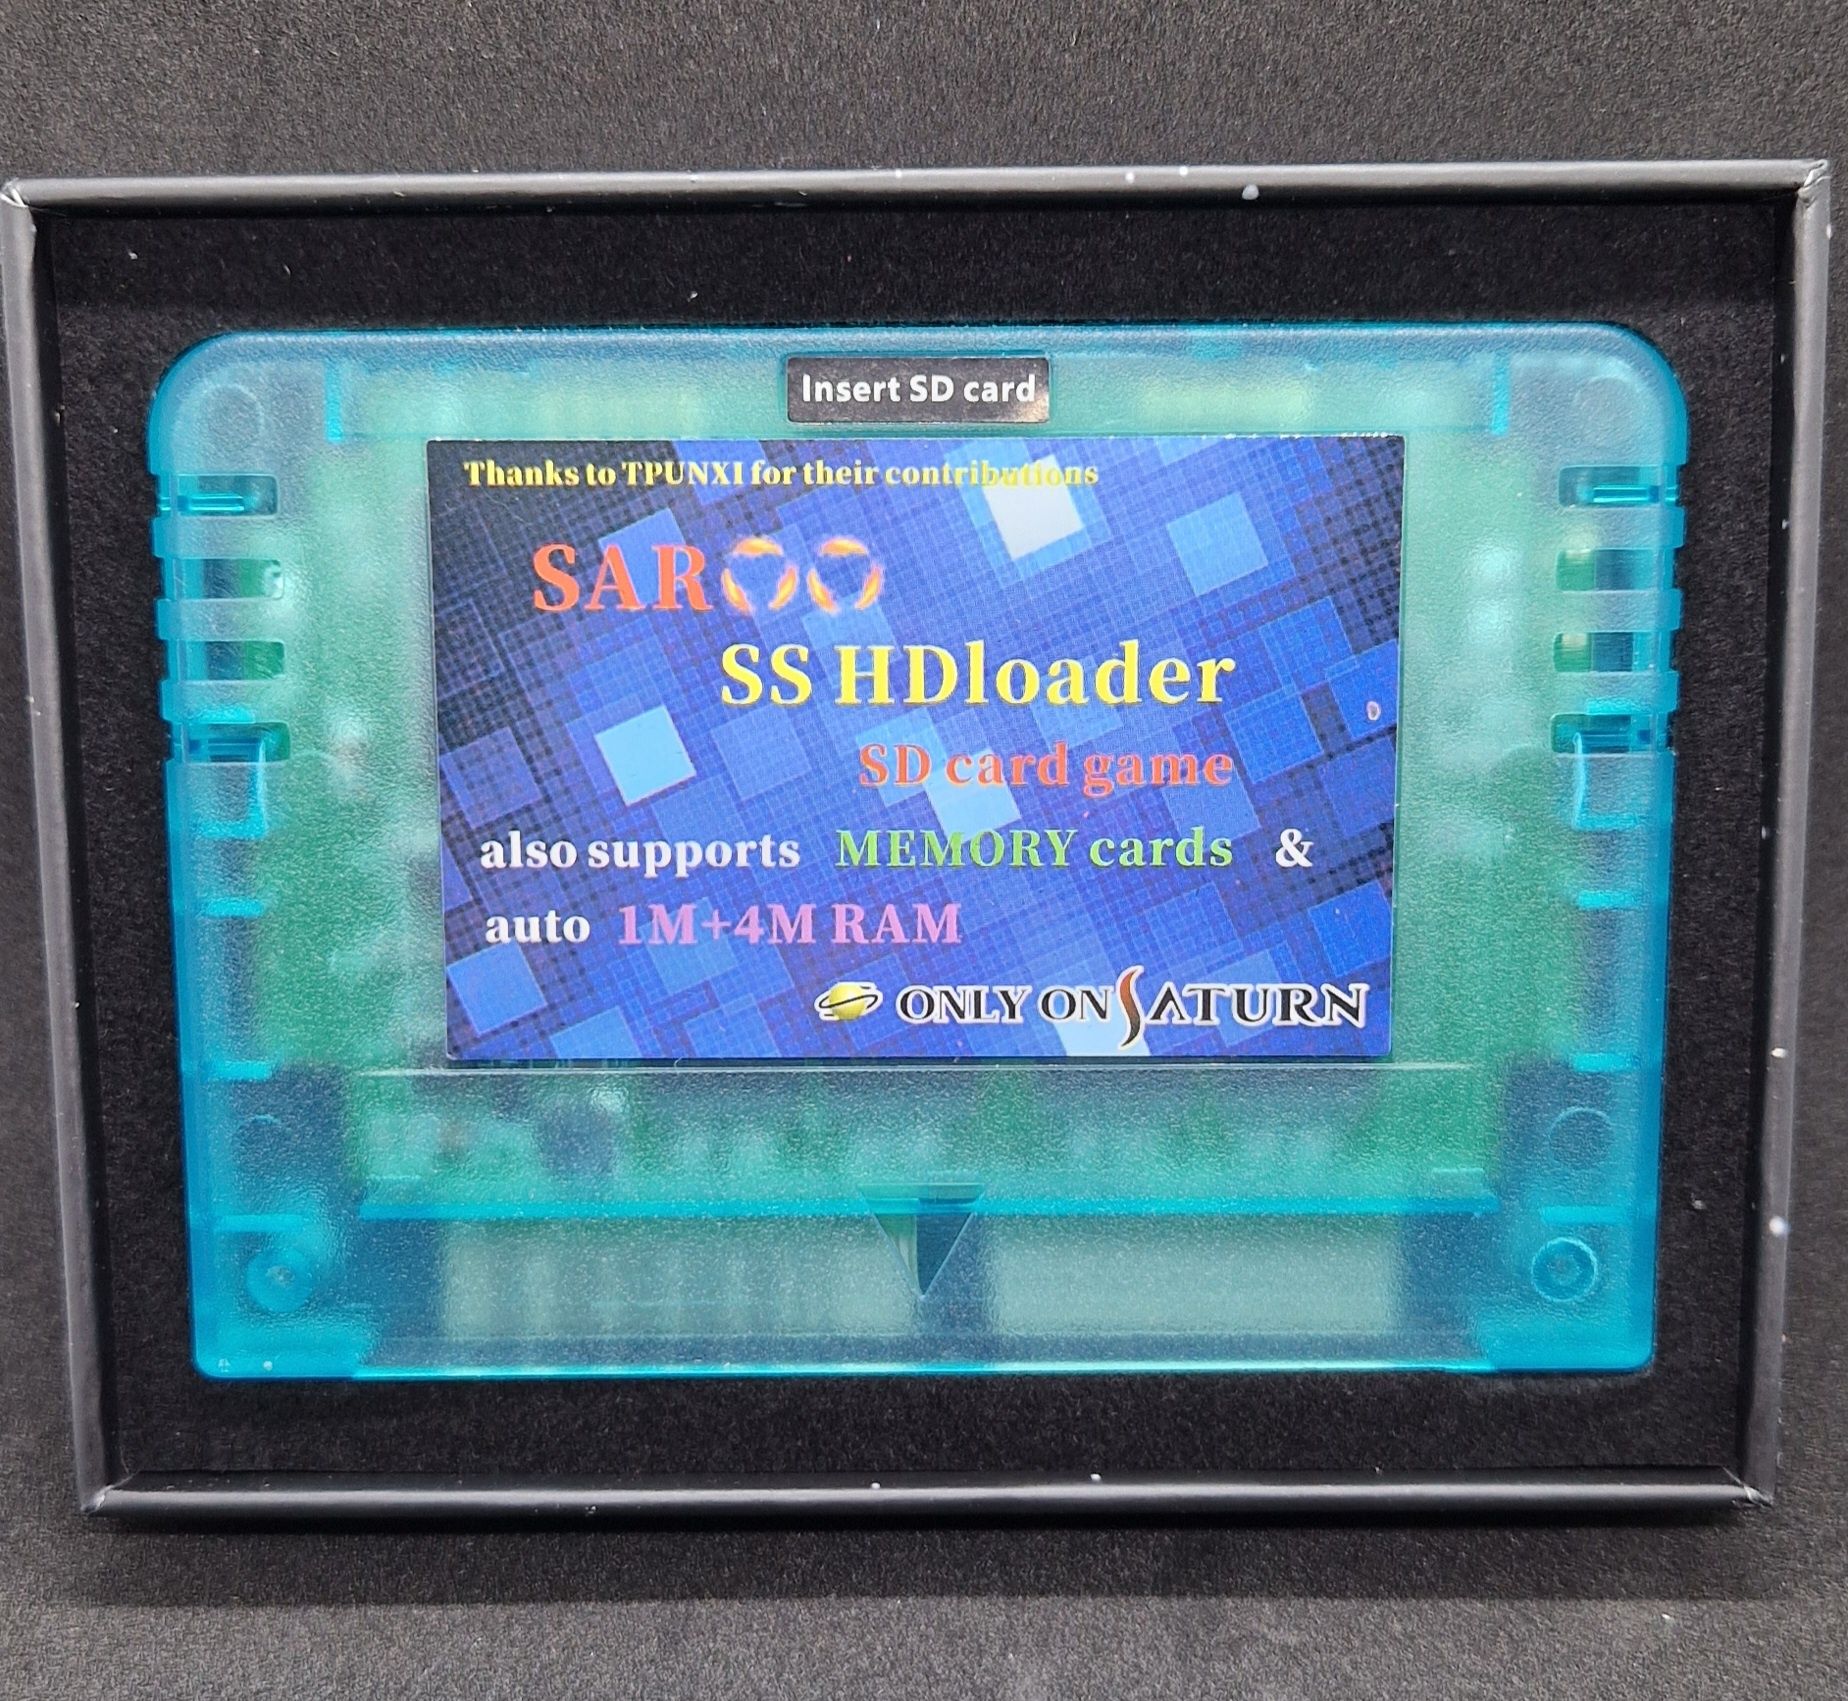 Insert SD card
Thanks to TPUNXI for their contributions
SAROO
SS HDloader
SD card game
also supports MEMORY cards &
auto 1M+4M RAM
ONLY ON SATURN